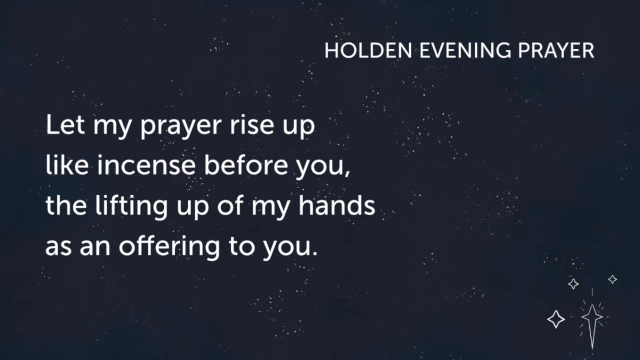 HOLDEN EVENING PRAYER
Let my prayer rise up
like incense before you,
the lifting up of my hands
as an offering to you.